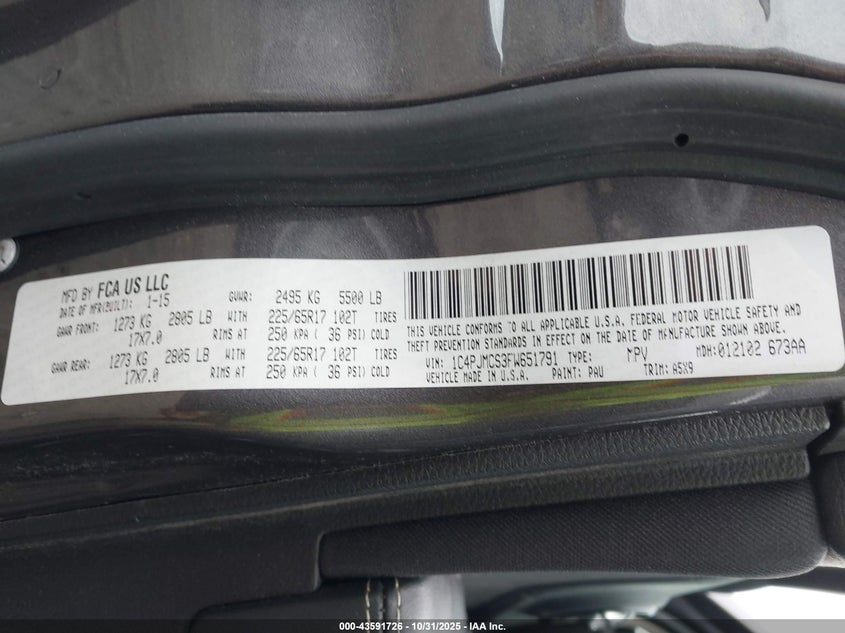 MFD BY FCA US LLC
DATE OF MFR(BUILT): 1-15 GVWR: 2495 KG 5500 LB
GAWR FRONT: 1273 KG 2805 LB WITH 225/65R17 102T TIRES
17X7.0 RIMS AT 250 KPA ( 36 PSI) COLD
GAWR REAR: 1273 KG 2805 LB WITH 225/65R17 102T TIRES
17X7.0 RIMS AT 250 KPA ( 36 PSI) COLD
THIS VEHICLE CONFORMS TO ALL APPLICABLE U.S.A. FEDERAL MOTOR VEHICLE SAFETY AND
THEFT PREVENTION STANDARDS IN EFFECT ON THE DATE OF MANUFACTURE SHOWN ABOVE.
VIN: 1C4PJMCS3FW651791 TYPE: MPV MDH:012102 673AA
VEHICLE MADE IN U.S.A. PAINT: PAU TRIM: A5X9
000-43591726 - 10/31/2025 - IAA Inc.